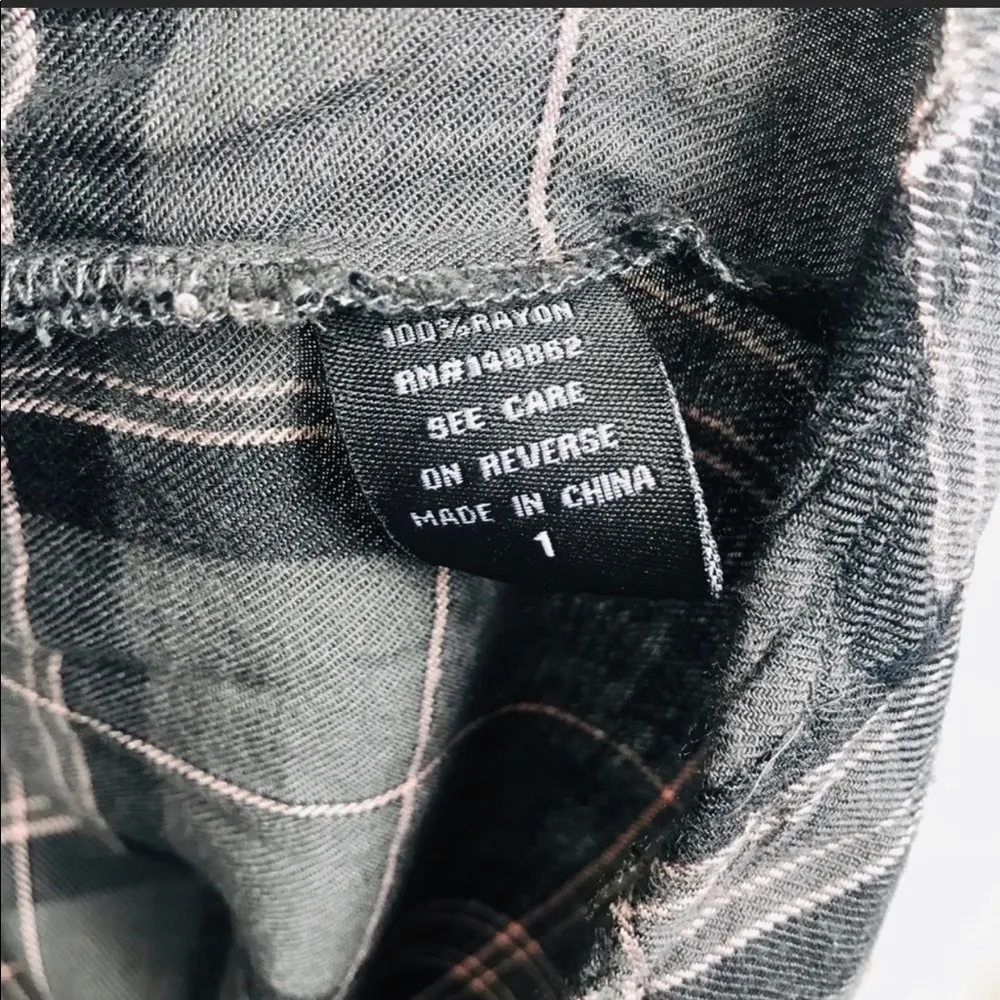 100%RAYON
RN#148862
SEE CARE
ON REVERSE
MADE IN CHINA
1